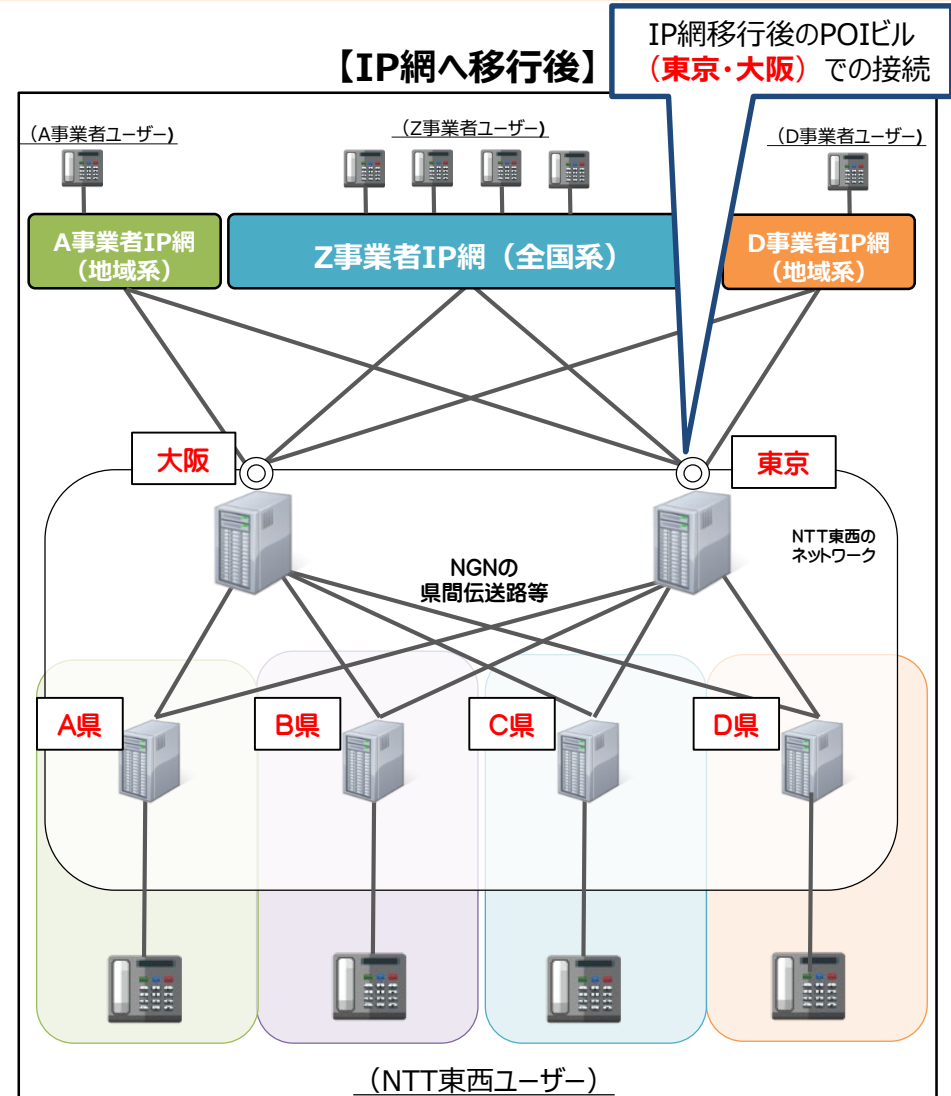 IP網移行後のPOIビル
（東京・大阪）での接続
【IP網へ移行後】
（A事業者ユーザー)
（Z事業者ユーザー)
（D事業者ユーザー)
A事業者IP網
（地域系）
Z事業者IP網（全国系）
D事業者IP網
（地域系）
大阪
東京
NTT東西の
ネットワーク
NGNの
県間伝送路等
A県
B県
C県
D県
（NTT東西ユーザー）